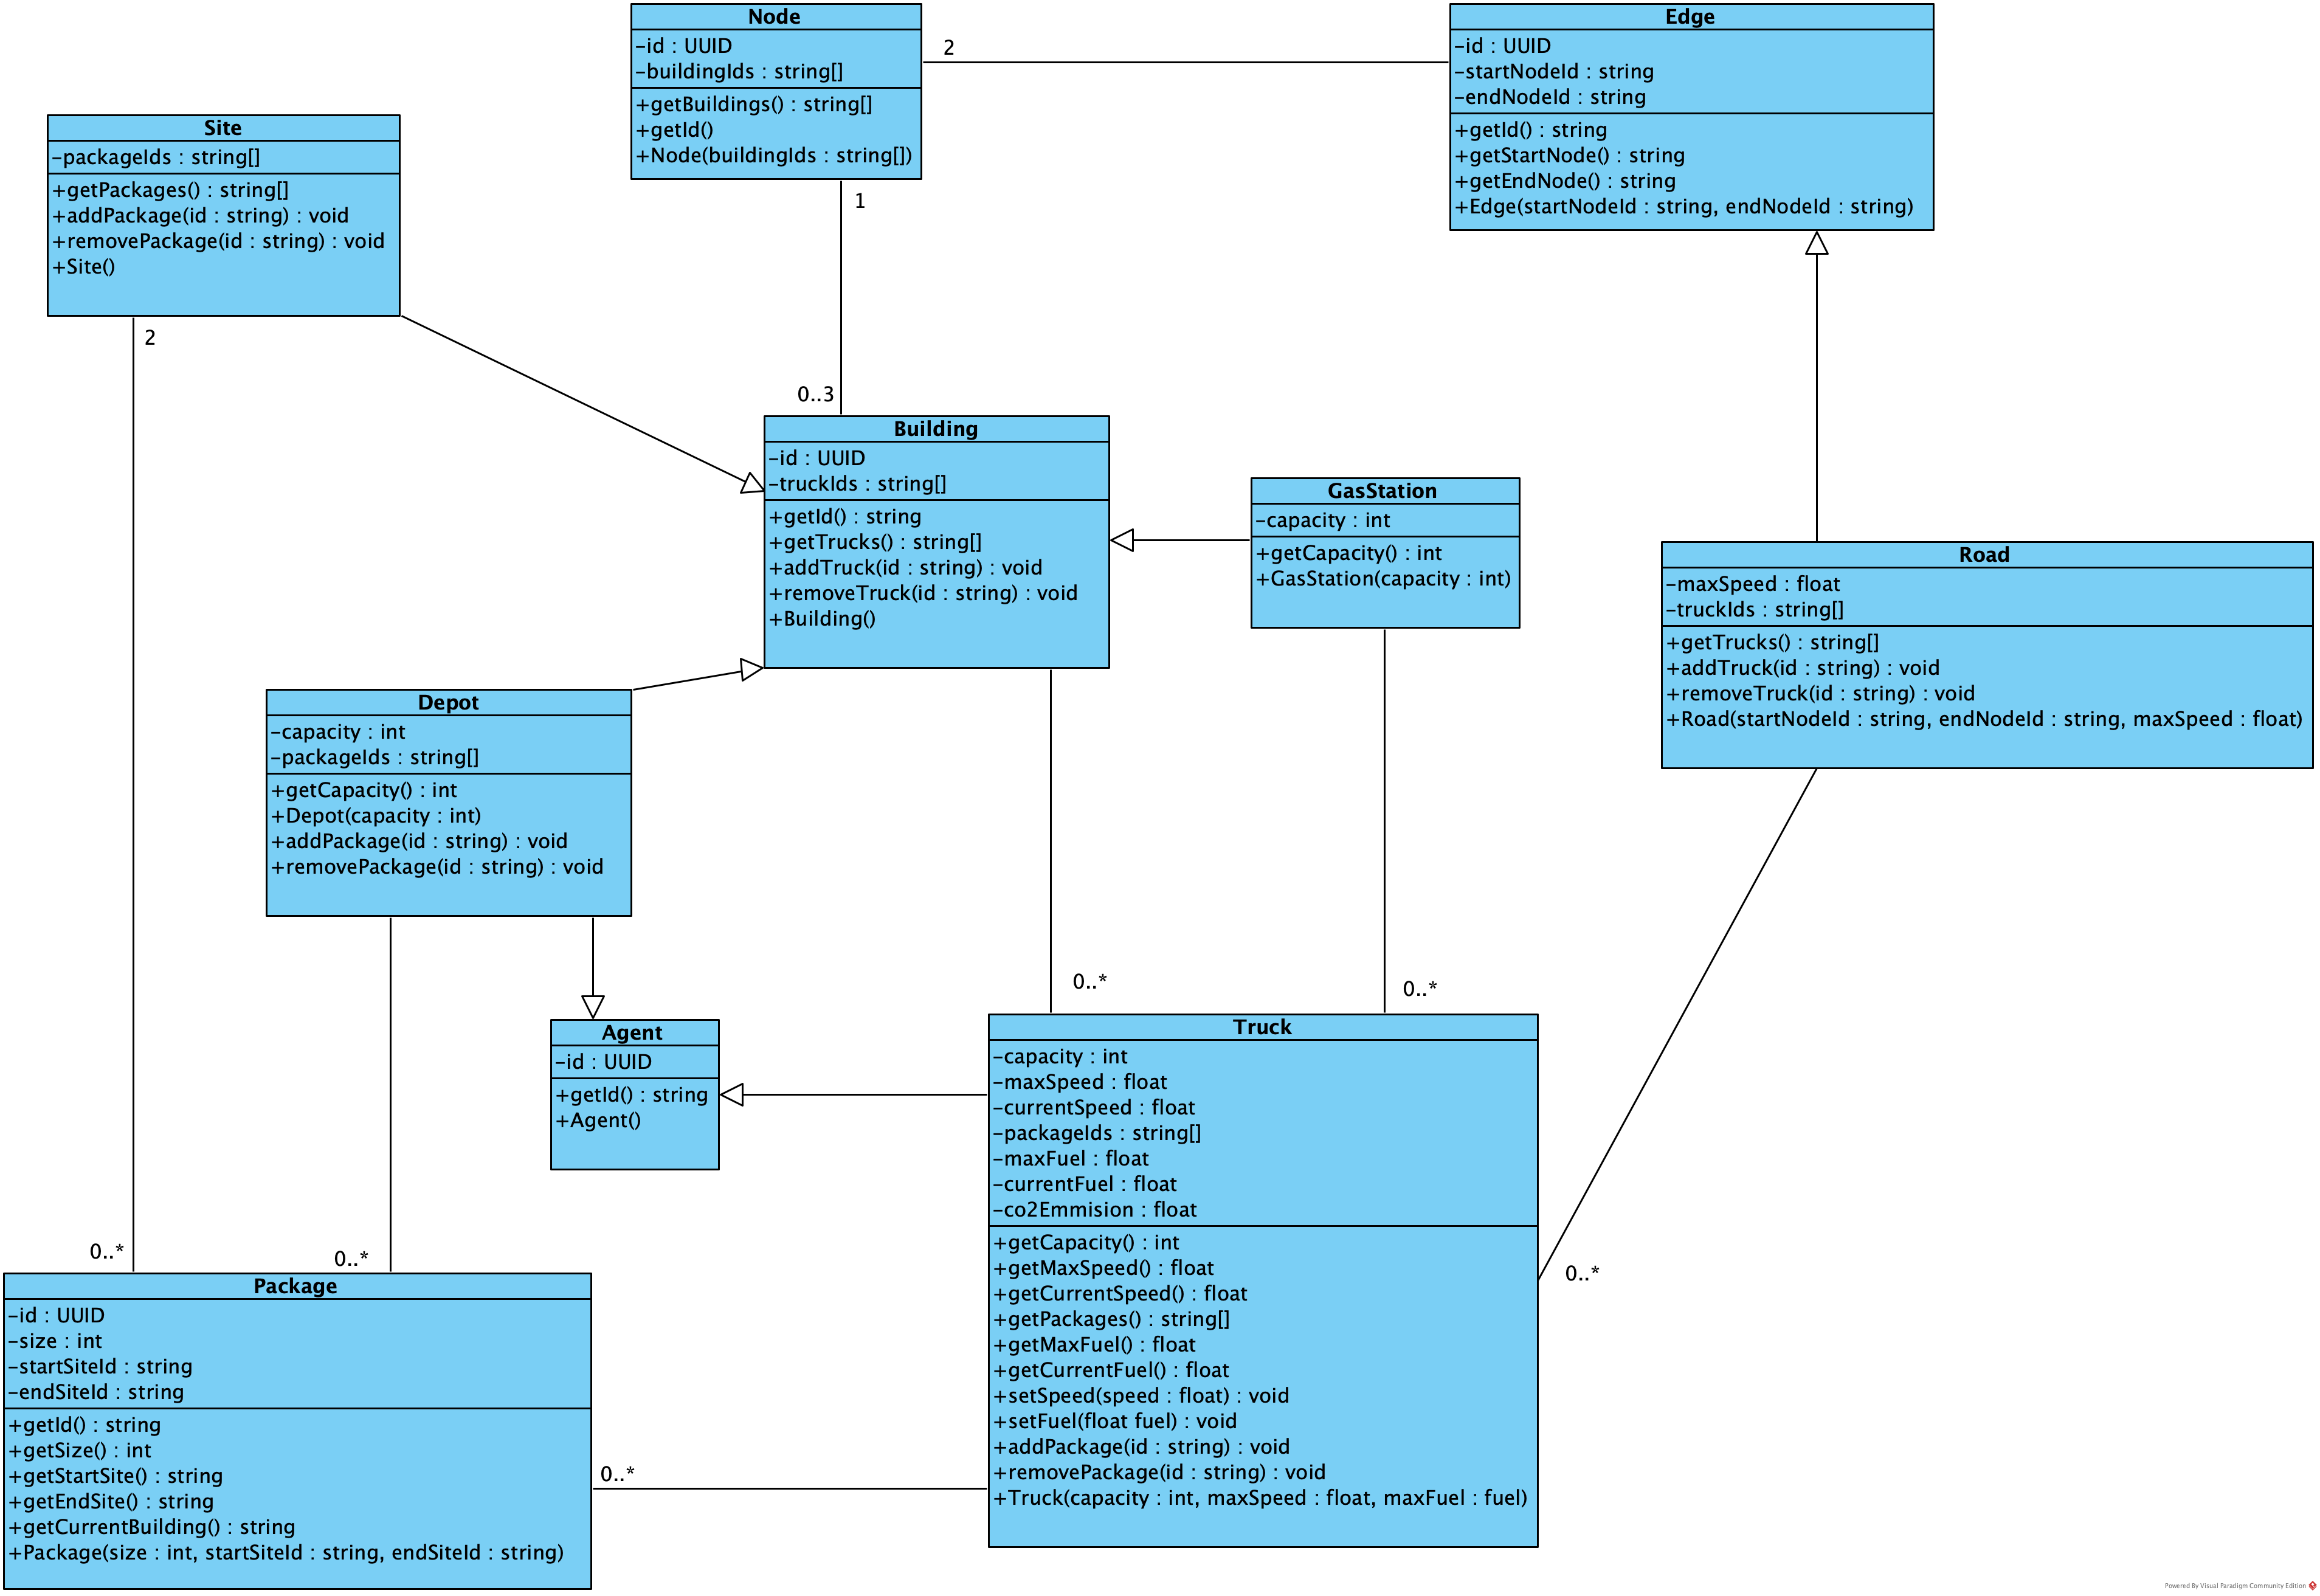 Node
-id : UUID
-buildingIds : string[]
+getBuildings() : string[]
+getId()
+Node(buildingIds : string[])
2
1
Edge
-id : UUID
-startNodeId : string
-endNodeId : string
+getId() : string
+getStartNode() : string
+getEndNode() : string
+Edge(startNodeId : string, endNodeId : string)
Site
-packageIds : string[]
+getPackages() : string[]
+addPackage(id : string) : void
+removePackage(id : string) : void
+Site()
2
0..3
Building
-id : UUID
-truckIds : string[]
+getId() : string
+getTrucks() : string[]
+addTruck(id : string) : void
+removeTruck(id : string) : void
+Building()
GasStation
-capacity : int
+getCapacity() : int
+GasStation(capacity : int)
Road
-maxSpeed : float
-truckIds : string[]
+getTrucks() : string[]
+addTruck(id : string) : void
+removeTruck(id : string) : void
+Road(startNodeId : string, endNodeId : string, maxSpeed : float)
Depot
-capacity : int
-packageIds : string[]
+getCapacity() : int
+Depot(capacity : int)
+addPackage(id : string) : void
+removePackage(id : string) : void
0..*
0..*
Agent
-id : UUID
+getId() : string
+Agent()
Truck
-capacity : int
-maxSpeed : float
-currentSpeed : float
-packageIds : string[]
-maxFuel : float
-currentFuel : float
-co2Emmision : float
+getCapacity() : int
+getMaxSpeed() : float
+getCurrentSpeed() : float
+getPackages() : string[]
+getMaxFuel() : float
+getCurrentFuel() : float
+setSpeed(speed : float) : void
+setFuel(float fuel) : void
+addPackage(id : string) : void
+removePackage(id : string) : void
+Truck(capacity : int, maxSpeed : float, maxFuel : fuel)
0..*
0..*
0..*
Package
-id : UUID
-size : int
-startSiteId : string
-endSiteId : string
+getId() : string
+getSize() : int
+getStartSite() : string
+getEndSite() : string
+getCurrentBuilding() : string
+Package(size : int, startSiteId : string, endSiteId : string)
0..*
Powered By Visual Paradigm Community Edition